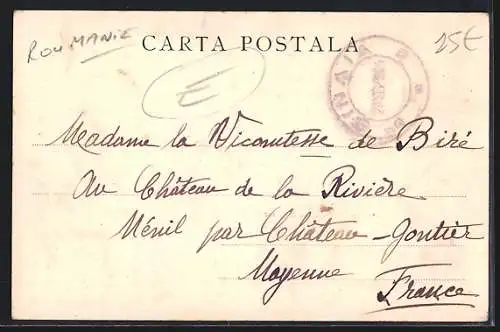 ROUMANIE
CARTA POSTALA
25€
E
SINAIA
Madame la Vicomtesse de Biré
Au Château de la Rivière
Ménil par Château-Gontier
Mayenne
France